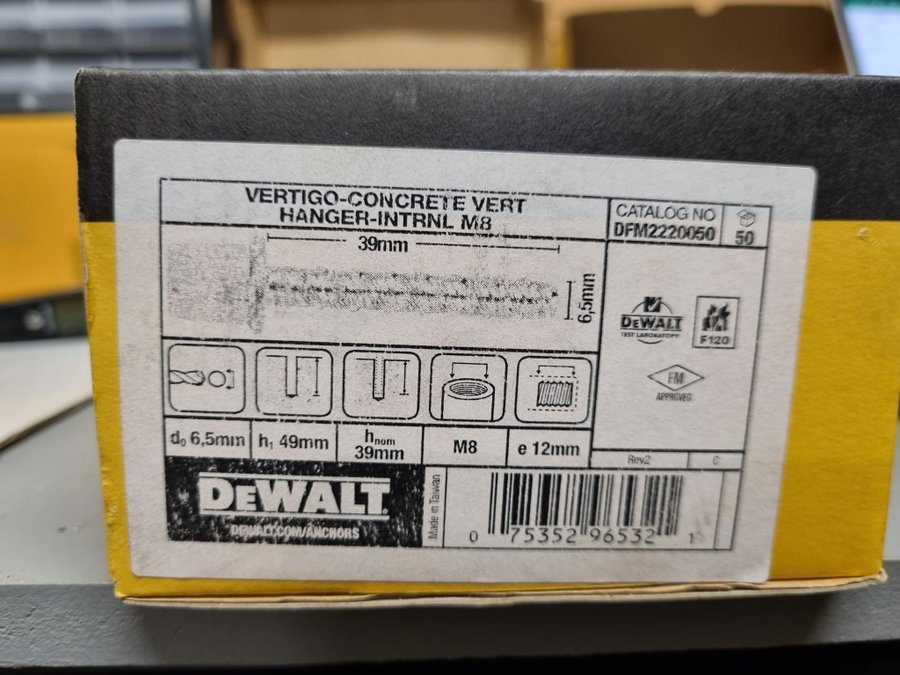 VERTIGO-CONCRETE VERT
HANGER-INTRNL M8
CATALOG NO
DFM2220050
50
39mm
6,5mm
DEWALT
TEST LABORATORY
F120
FM
APPROVED
d₀ 6,5mm
h₁ 49mm
hnom
39mm
M8
e 12mm
Rev2
C
DEWALT
DEWALT.COM/ANCHORS
Made in Taiwan
0 75352 96532 1